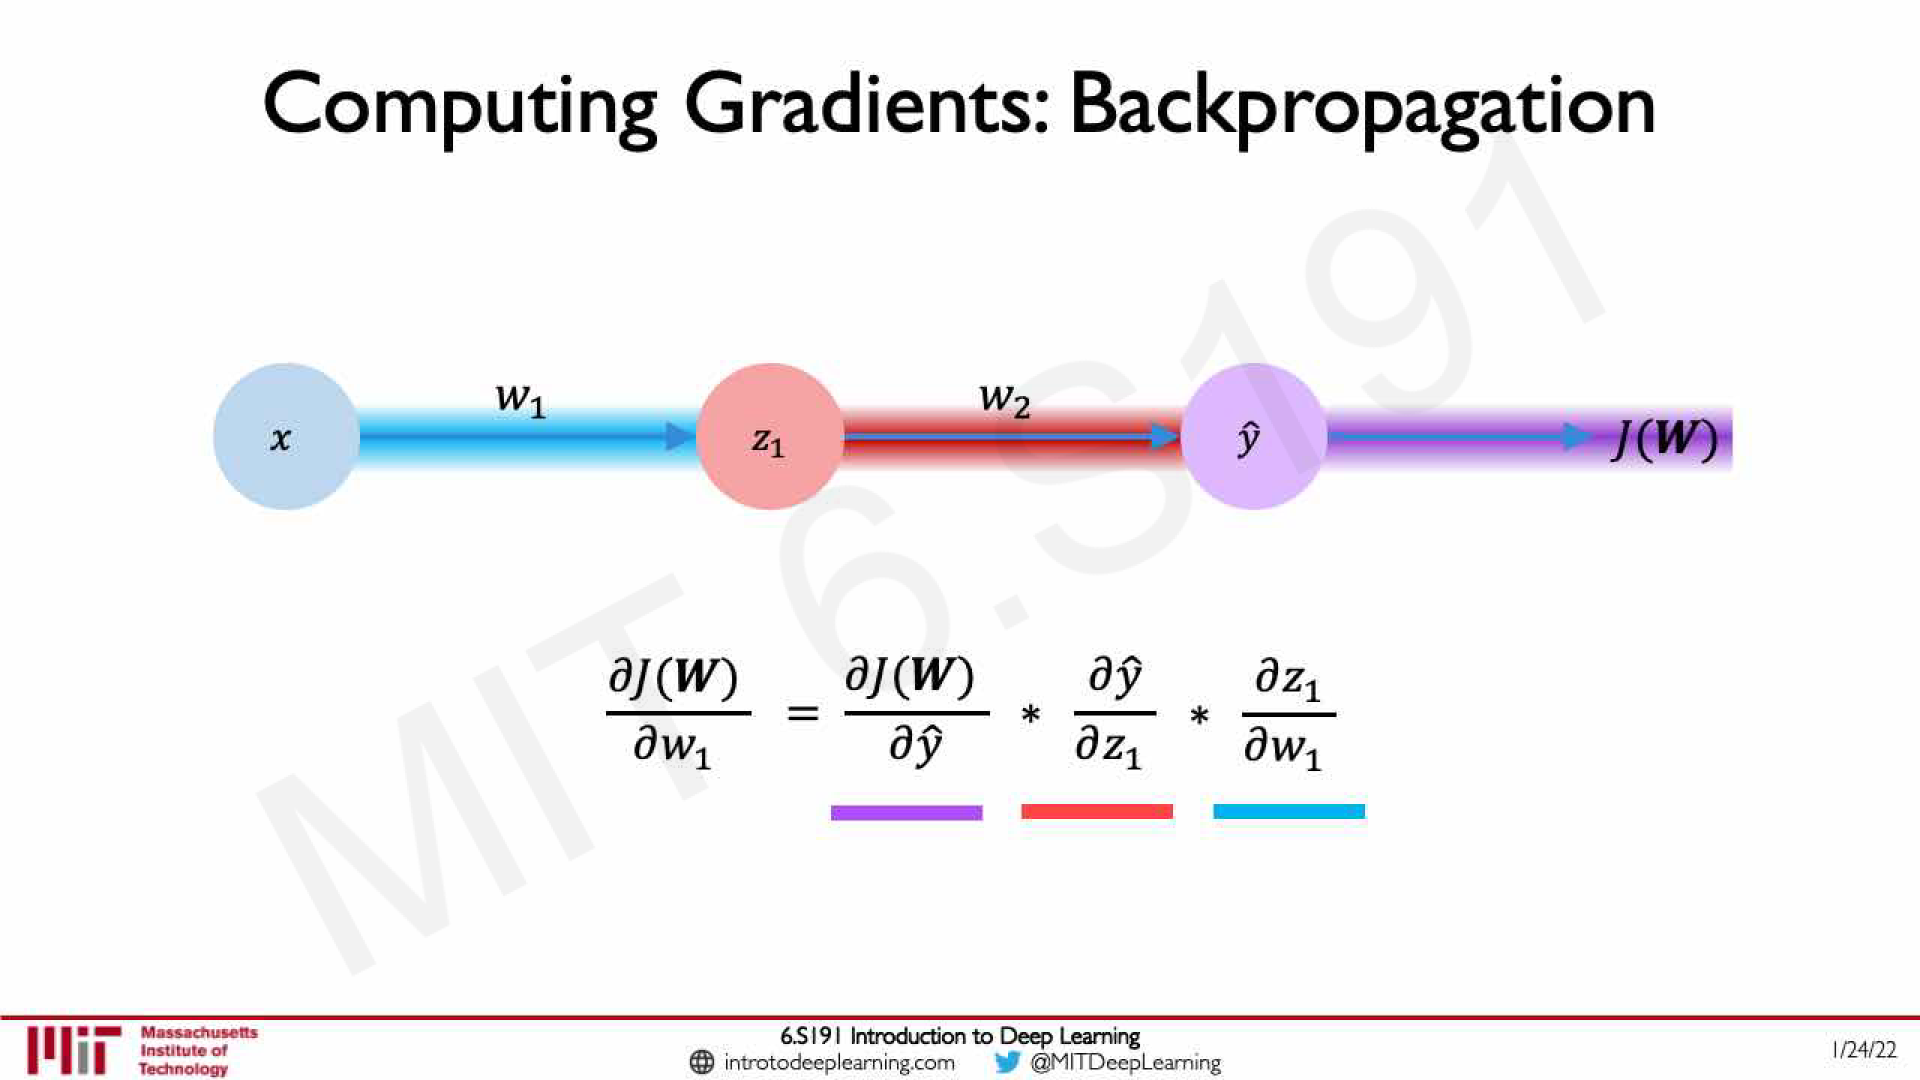 Computing Gradients: Backpropagation
w₁ w₂
x z₁ ŷ J(W)
∂J(W)/∂w₁ = ∂J(W)/∂ŷ * ∂ŷ/∂z₁ * ∂z₁/∂w₁
MIT 6.S191
Massachusetts
Institute of
Technology
6.S191 Introduction to Deep Learning
introtodeeplearning.com @MITDeepLearning
1/24/22